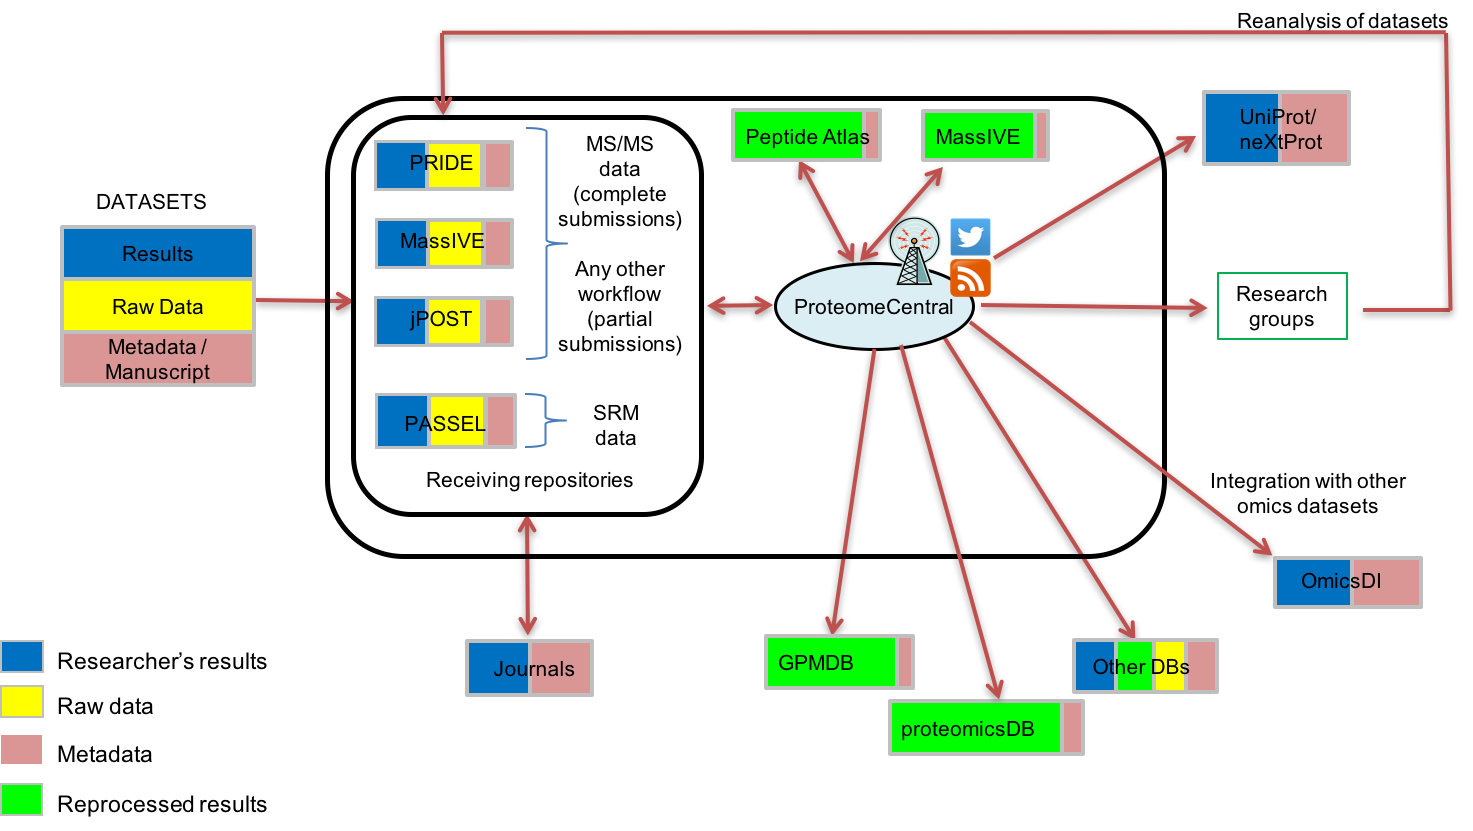 Reanalysis of datasets
DATASETS
Results
Raw Data
Metadata /
Manuscript
PRIDE
MassIVE
jPOST
PASSEL
MS/MS
data
(complete
submissions)
Any other
workflow
(partial
submissions)
SRM
data
Receiving repositories
Peptide Atlas
MassIVE
ProteomeCentral
UniProt/
neXtProt
Research
groups
Integration with other
omics datasets
OmicsDI
Journals
GPMDB
proteomicsDB
Other DBs
Researcher’s results
Raw data
Metadata
Reprocessed results